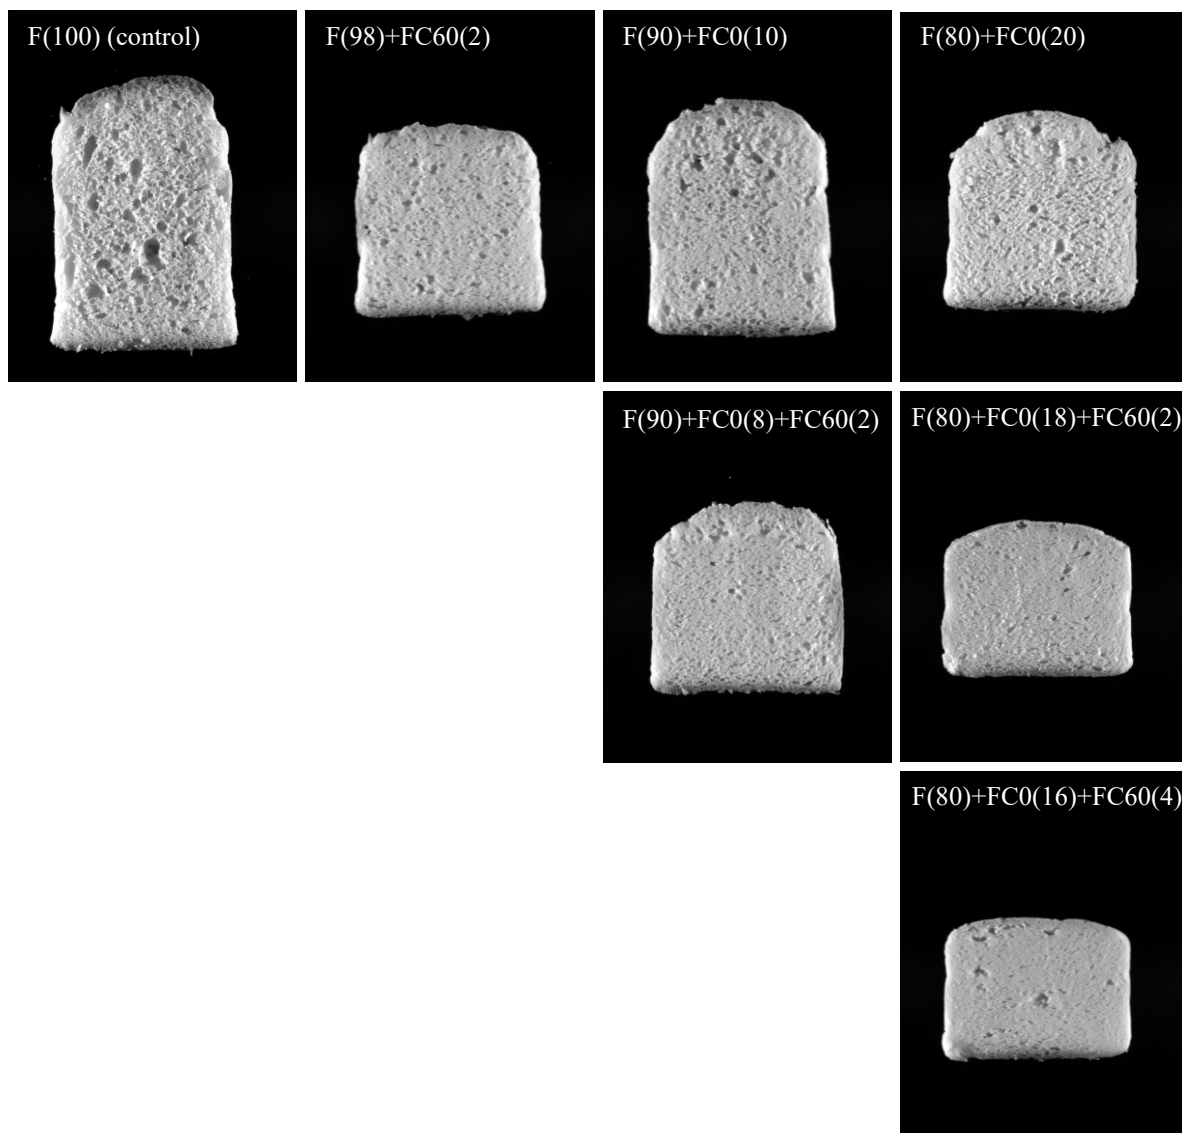 F(100) (control)
F(98)+FC60(2)
F(90)+FC0(10)
F(80)+FC0(20)
F(90)+FC0(8)+FC60(2)
F(80)+FC0(18)+FC60(2)
F(80)+FC0(16)+FC60(4)